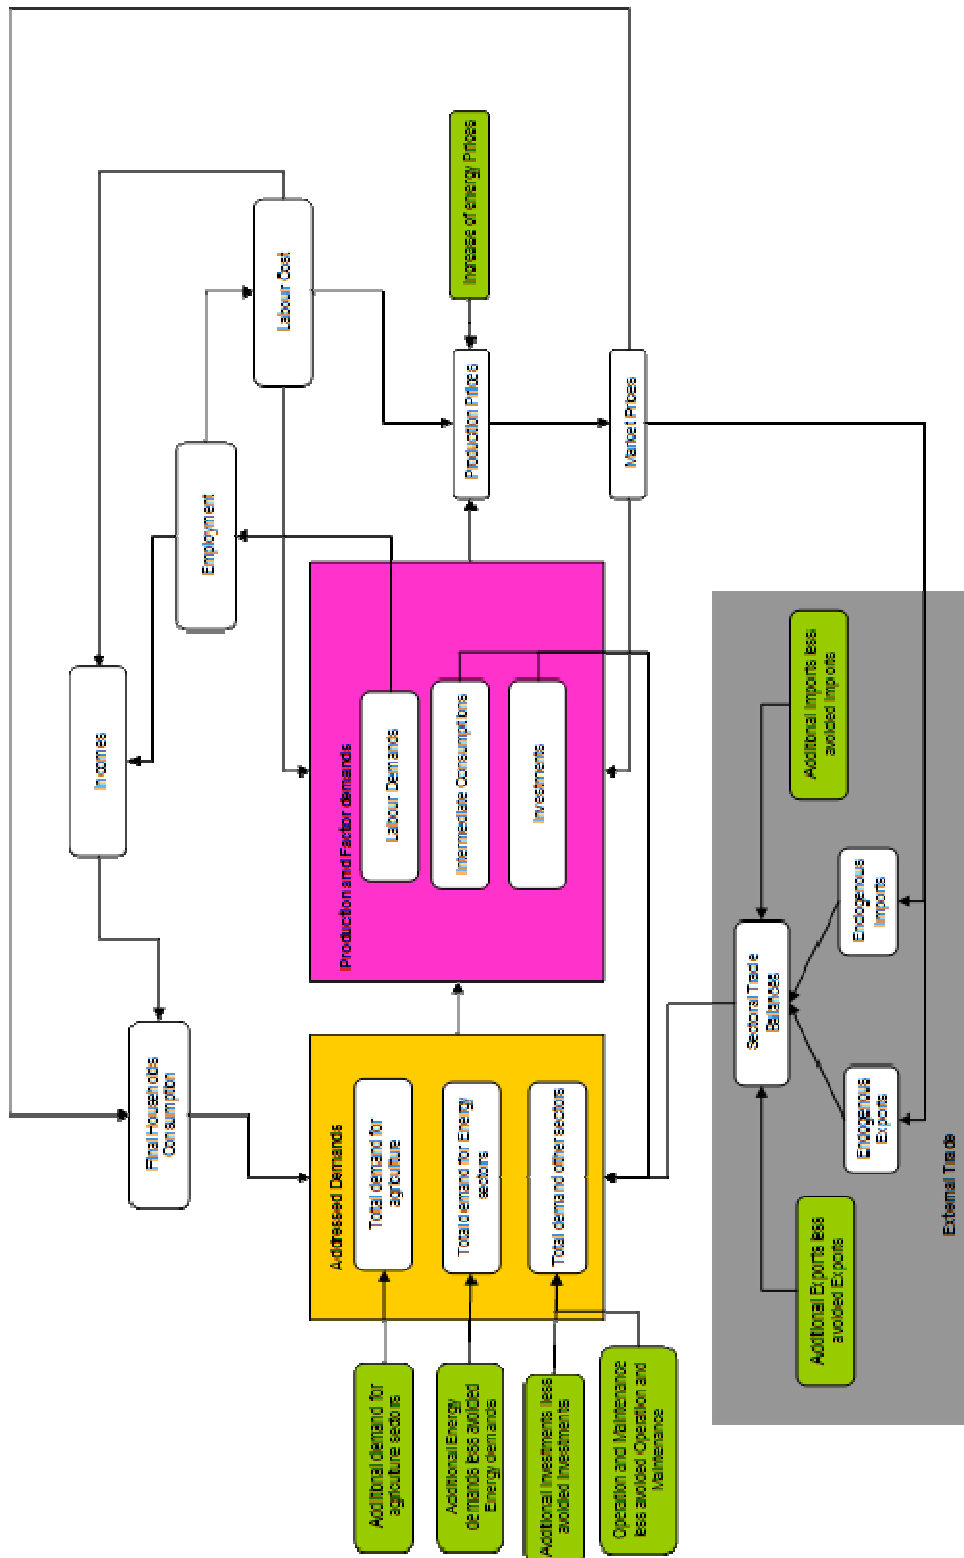 Final Households
Consumption
Incomes
Employment
Labour Cost
Addressed Demands
Total demand for
agriculture
Total demand for Energy
sectors
Total demand other sectors
Production and Factor demands
Labour Demands
Intermediate Consumptions
Investments
Production Prices
Increase of energy Prices
Market Prices
Additional demand for
agriculture sectors
Additional Energy
demands less avoided
Energy demands
Additional Investments less
avoided Investments
Operation and Maintenance
less avoided Operation and
Maintenance
Sectoral Trade
Balances
Additional Exports less
avoided Exports
Endogenous
Exports
Endogenous
Imports
Additional Imports less
avoided Imports
External Trade